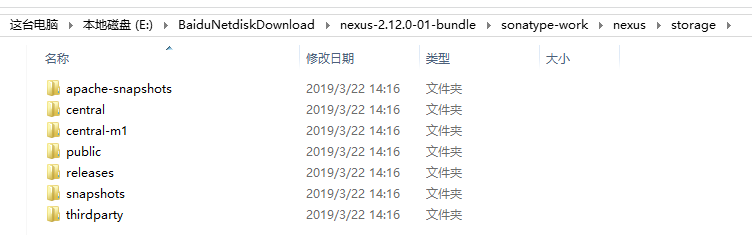 这台电脑 › 本地磁盘 (E:) › BaiduNetdiskDownload › nexus-2.12.0-01-bundle › sonatype-work › nexus › storage ›
名称 修改日期 类型 大小
apache-snapshots 2019/3/22 14:16 文件夹
central 2019/3/22 14:16 文件夹
central-m1 2019/3/22 14:16 文件夹
public 2019/3/22 14:16 文件夹
releases 2019/3/22 14:16 文件夹
snapshots 2019/3/22 14:16 文件夹
thirdparty 2019/3/22 14:16 文件夹